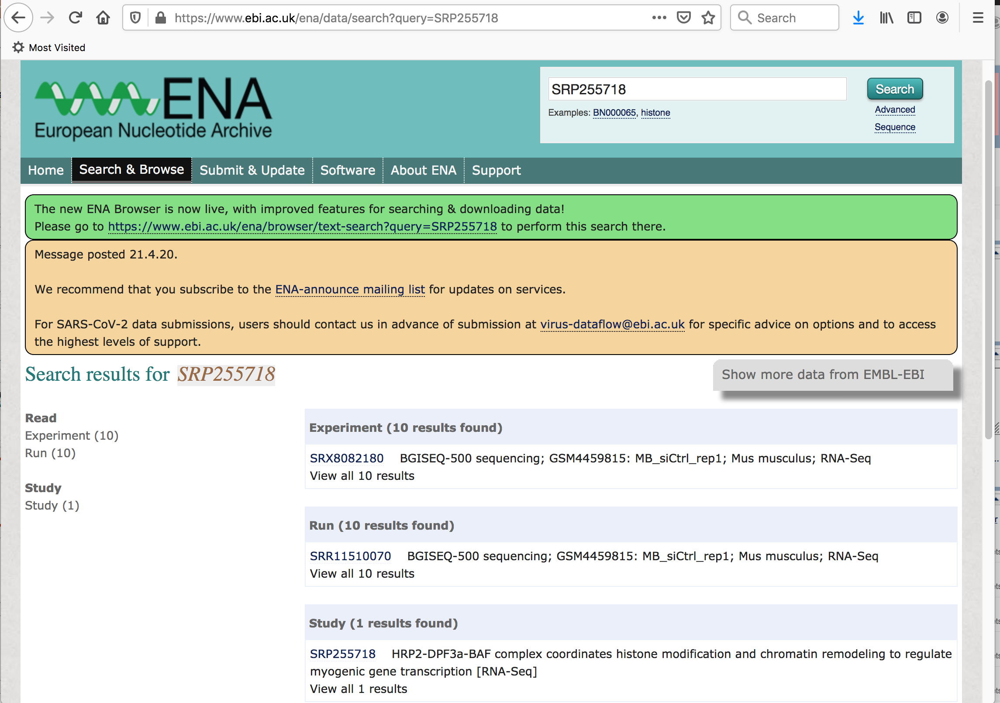 https://www.ebi.ac.uk/ena/data/search?query=SRP255718
Search
Most Visited
ENA
European Nucleotide Archive
SRP255718
Search
Examples: BN000065, histone
Advanced
Sequence
Home
Search & Browse
Submit & Update
Software
About ENA
Support
The new ENA Browser is now live, with improved features for searching & downloading data!
Please go to https://www.ebi.ac.uk/ena/browser/text-search?query=SRP255718 to perform this search there.
Message posted 21.4.20.
We recommend that you subscribe to the ENA-announce mailing list for updates on services.
For SARS-CoV-2 data submissions, users should contact us in advance of submission at virus-dataflow@ebi.ac.uk for specific advice on options and to access
the highest levels of support.
Search results for SRP255718
Show more data from EMBL-EBI
Read
Experiment (10)
Run (10)
Study
Study (1)
Experiment (10 results found)
SRX8082180 BGISEQ-500 sequencing; GSM4459815: MB_siCtrl_rep1; Mus musculus; RNA-Seq
View all 10 results
Run (10 results found)
SRR11510070 BGISEQ-500 sequencing; GSM4459815: MB_siCtrl_rep1; Mus musculus; RNA-Seq
View all 10 results
Study (1 results found)
SRP255718 HRP2-DPF3a-BAF complex coordinates histone modification and chromatin remodeling to regulate
myogenic gene transcription [RNA-Seq]
View all 1 results